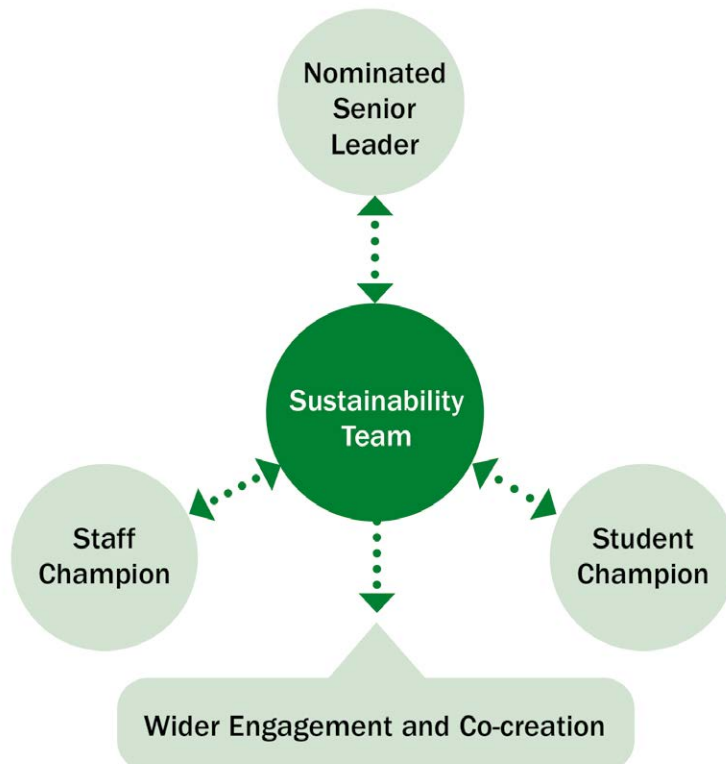 Nominated
Senior
Leader
Sustainability
Team
Staff
Champion
Student
Champion
Wider Engagement and Co-creation